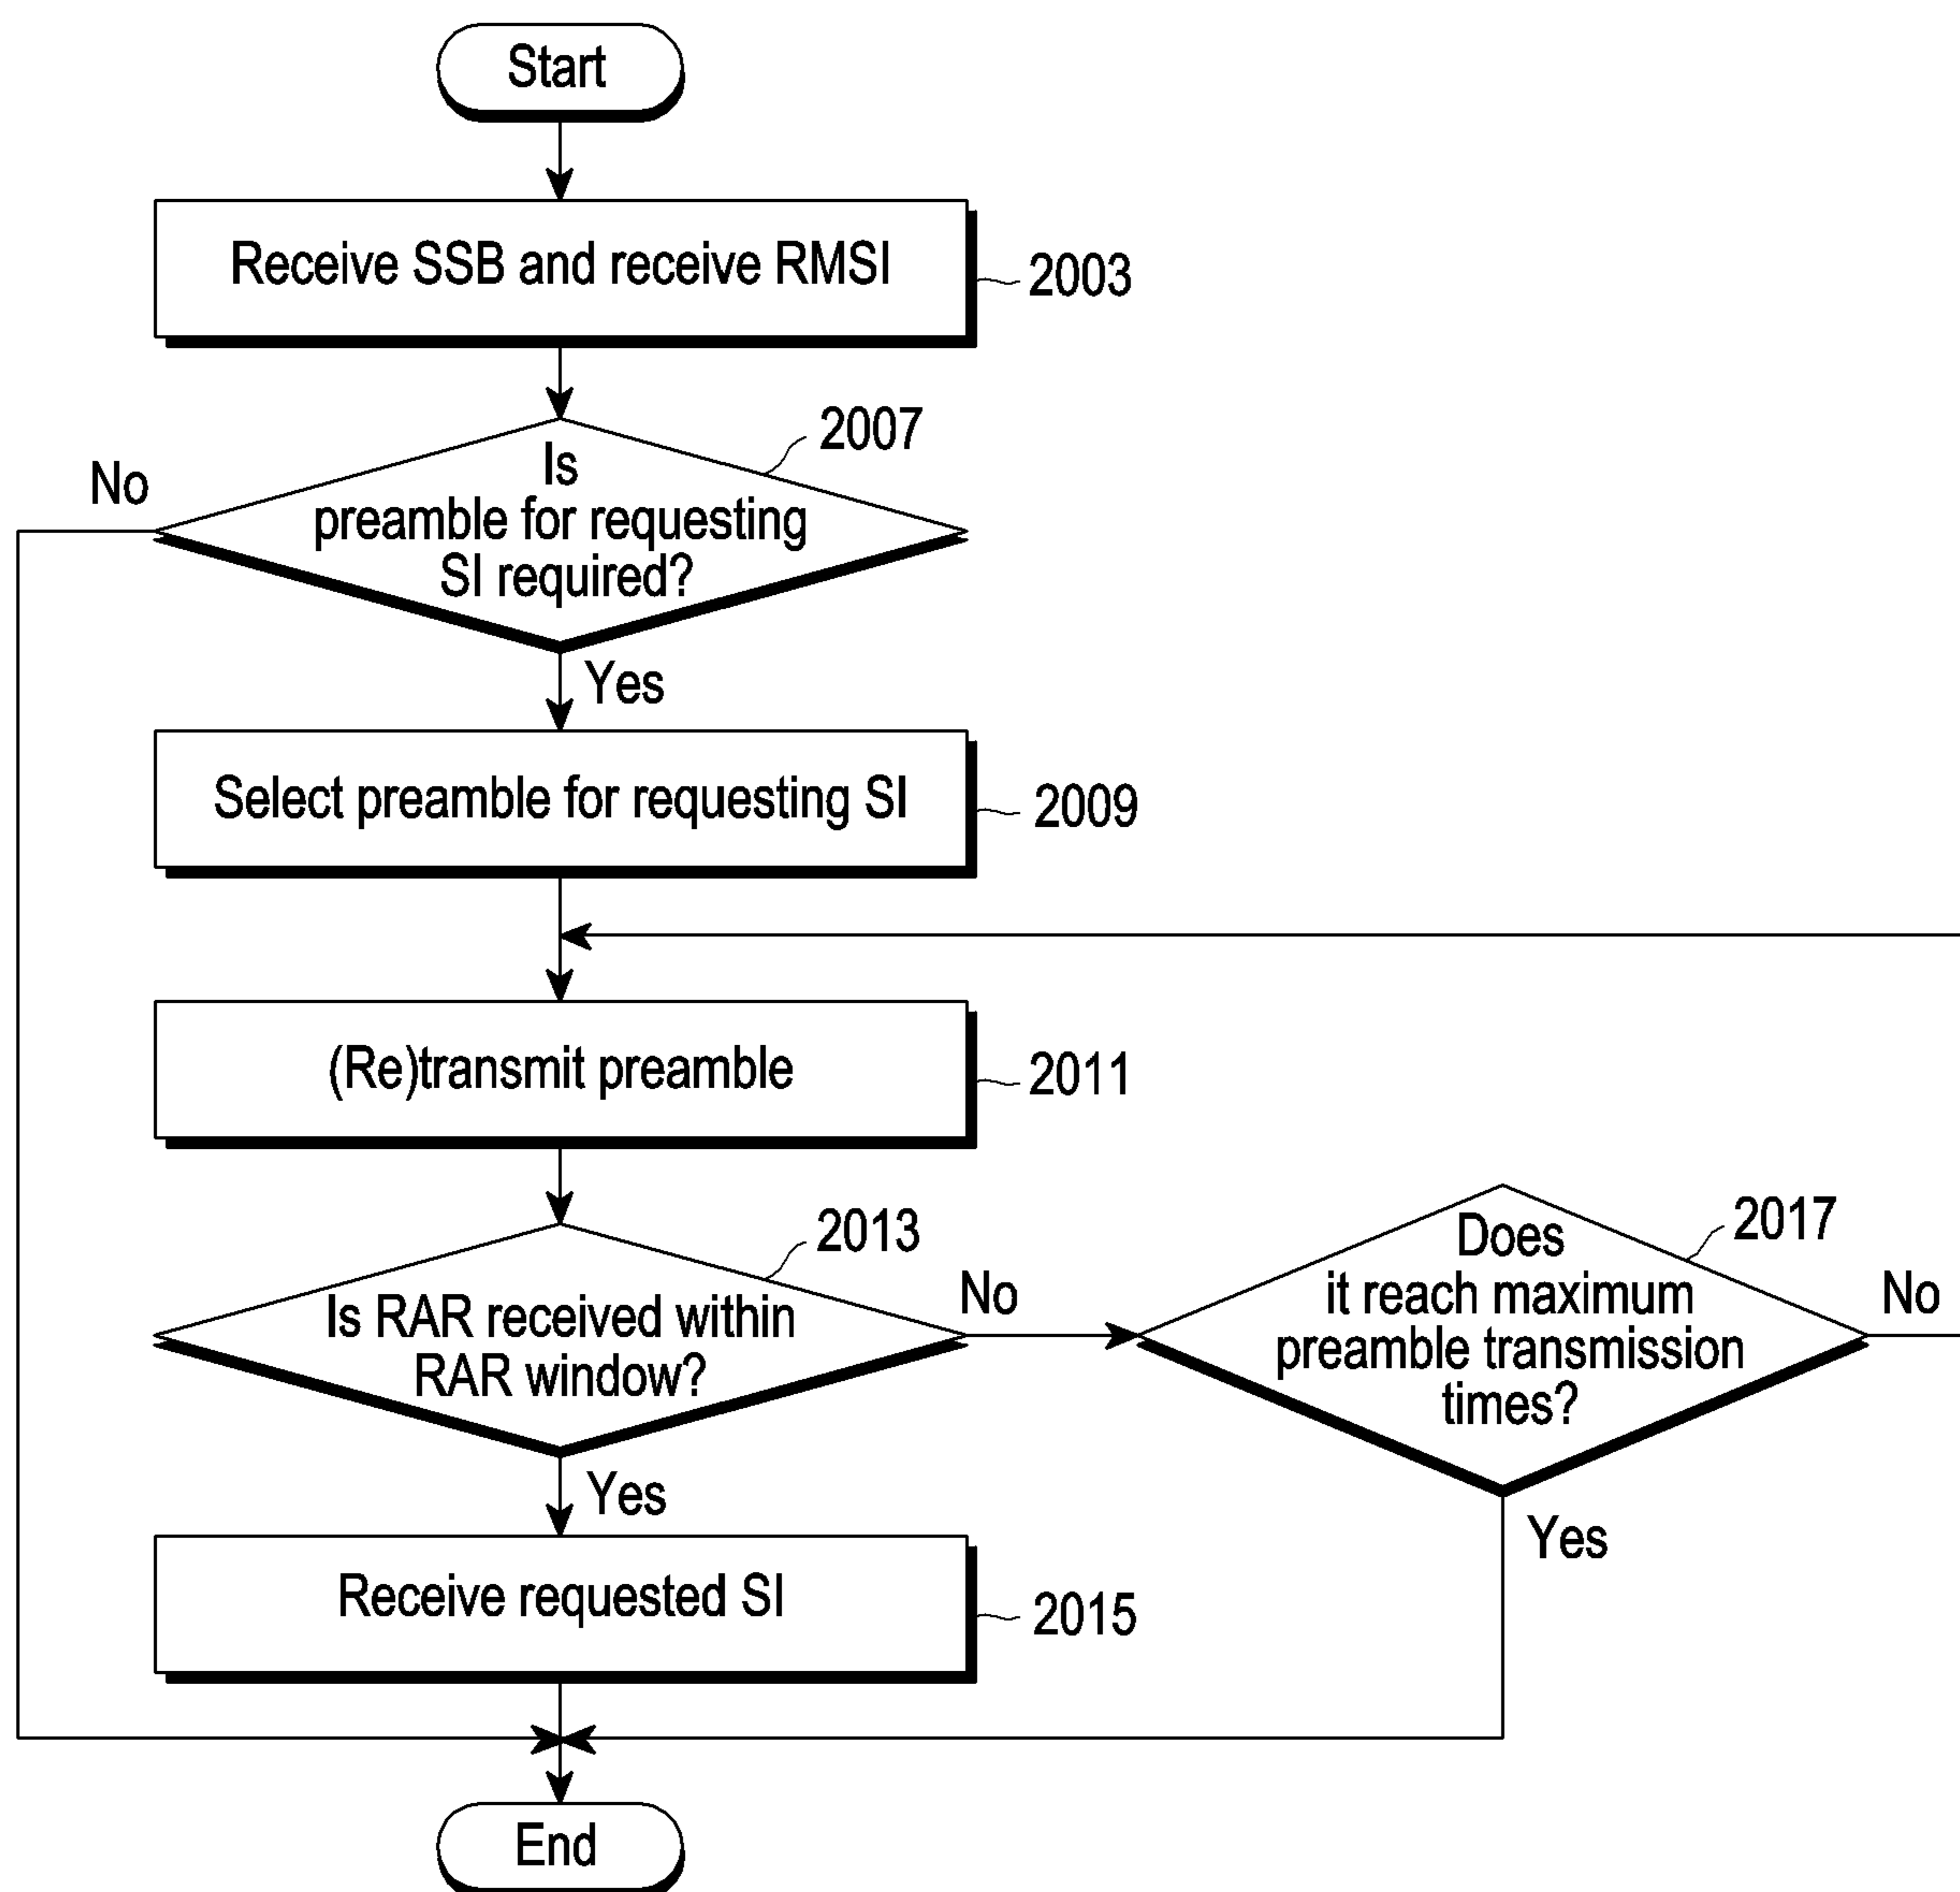 Start
Receive SSB and receive RMSI
2003
2007
No
Is
preamble for requesting
SI required?
Yes
Select preamble for requesting SI
2009
(Re)transmit preamble
2011
2013
Is RAR received within
RAR window?
No
2017
Does
it reach maximum
preamble transmission
times?
No
Yes
Yes
Receive requested SI
2015
End